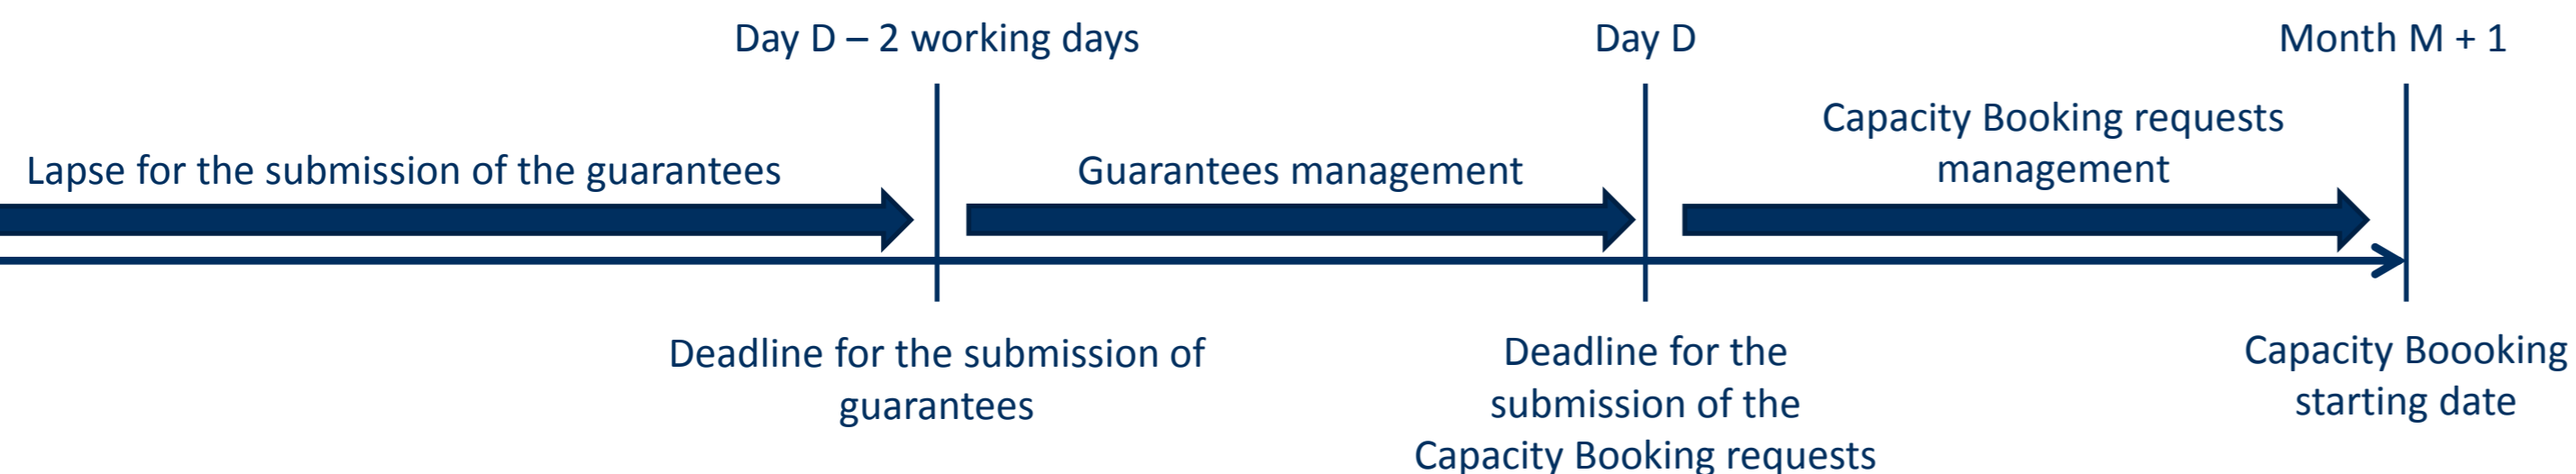 Day D – 2 working days
Day D
Month M + 1
Lapse for the submission of the guarantees
Guarantees management
Capacity Booking requests
management
Deadline for the submission of
guarantees
Deadline for the
submission of the
Capacity Booking requests
Capacity Boooking
starting date